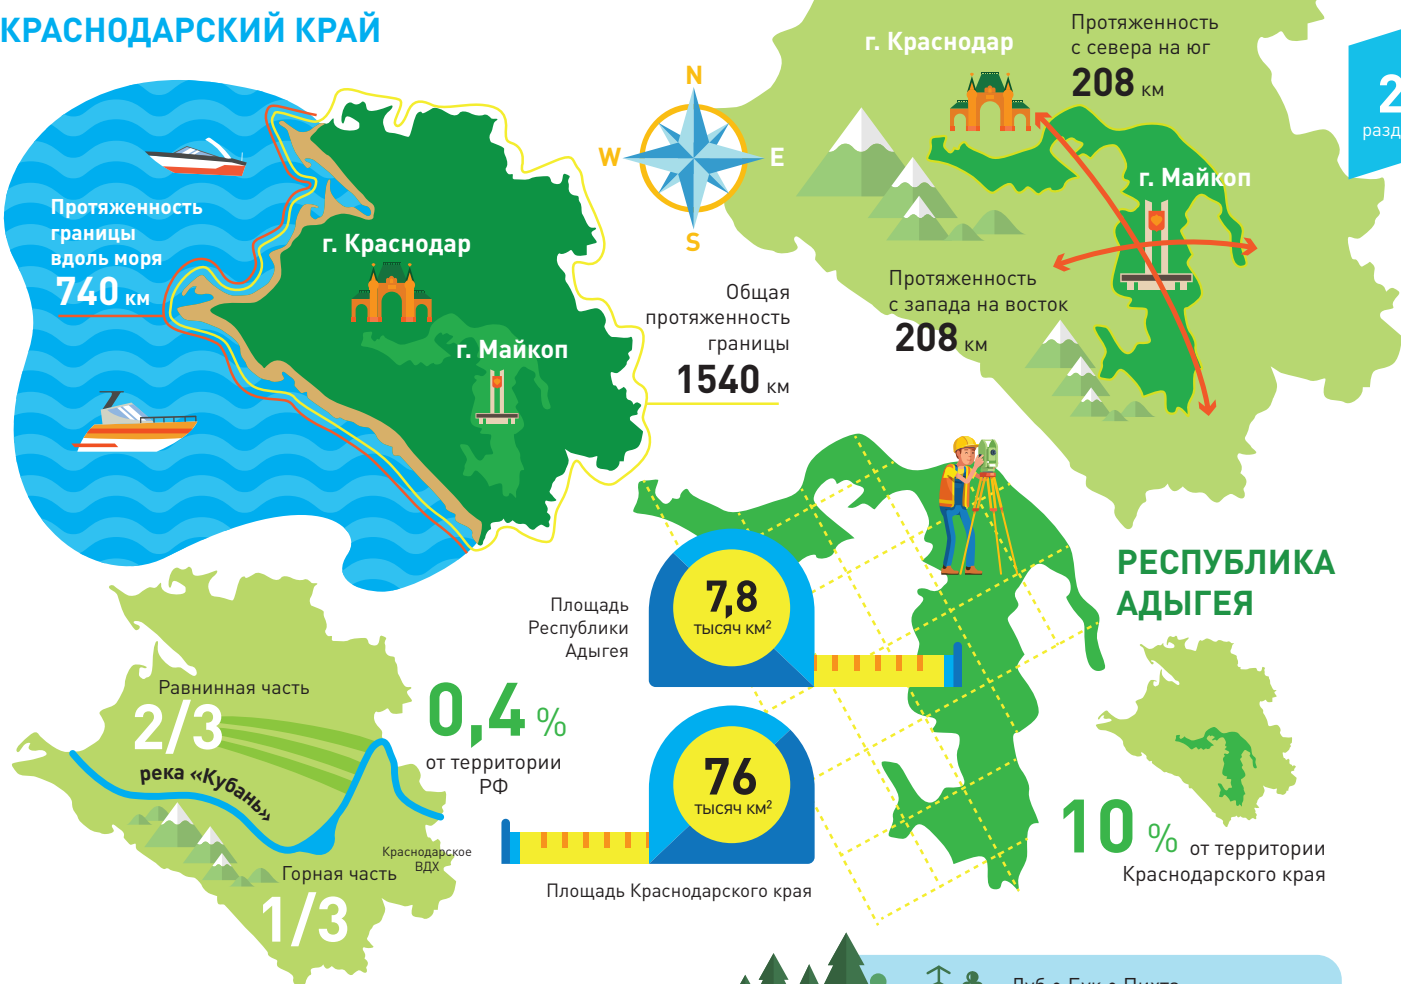 КРАСНОДАРСКИЙ КРАЙ
N
W
E
S
Протяженность
границы
вдоль моря
740 км
г. Краснодар
г. Майкоп
Общая
протяженность
границы
1540 км
г. Краснодар
Протяженность
с севера на юг
208 км
г. Майкоп
Протяженность
с запада на восток
208 км
2
разд
РЕСПУБЛИКА
АДЫГЕЯ
Площадь
Республики
Адыгея
7,8
тысяч км²
76
тысяч км²
Площадь Краснодарского края
Равнинная часть
2/3
река «Кубань»
Горная часть
1/3
Краснодарское
ВДХ
0,4 %
от территории
РФ
10 % от территории
Краснодарского края